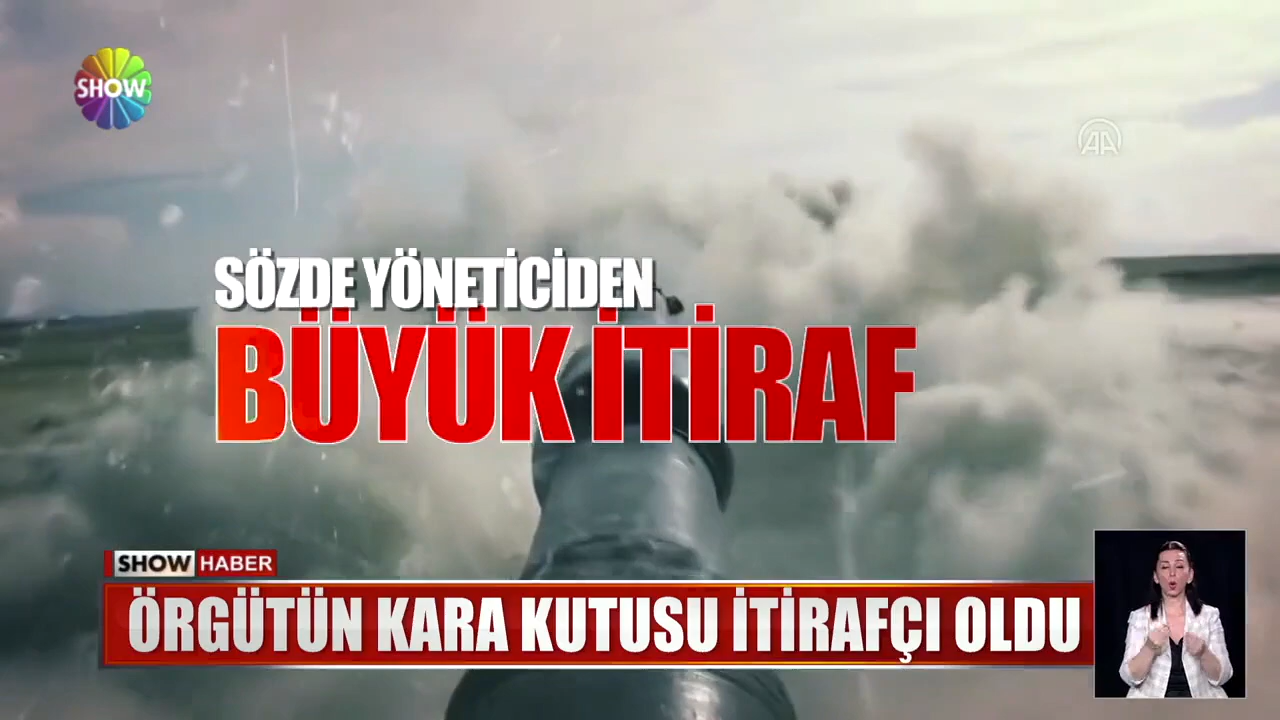 SHOW
AA
SÖZDE YÖNETİCİDEN
BÜYÜK İTİRAF
SHOW HABER
ÖRGÜTÜN KARA KUTUSU İTİRAFÇI OLDU